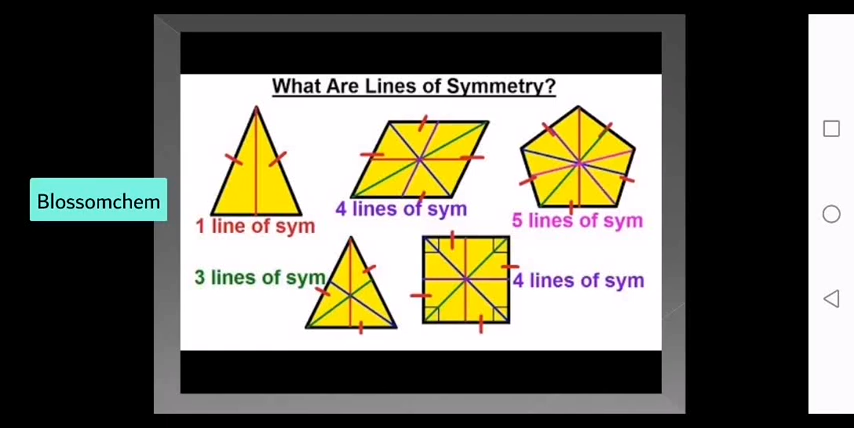 What Are Lines of Symmetry?
Blossomchem
1 line of sym
4 lines of sym
5 lines of sym
3 lines of sym
4 lines of sym